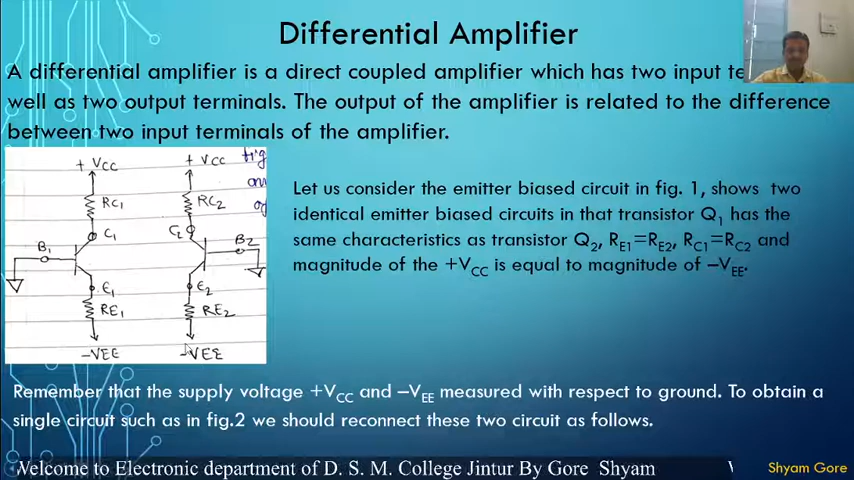 Differential Amplifier
A differential amplifier is a direct coupled amplifier which has two input
well as two output terminals. The output of the amplifier is related to the difference
between two input terminals of the amplifier.
+ VCC + VCC
RC1 RC2
C1 C2
B1 B2
E1 E2
RE1 RE2
-VEE -VEE
Let us consider the emitter biased circuit in fig. 1, shows two
identical emitter biased circuits in that transistor Q1 has the
same characteristics as transistor Q2, RE1=RE2, RC1=RC2 and
magnitude of the +VCC is equal to magnitude of –VEE.
Remember that the supply voltage +VCC and –VEE measured with respect to ground. To obtain a
single circuit such as in fig.2 we should reconnect these two circuit as follows.
Welcome to Electronic department of D. S. M. College Jintur By Gore Shyam
Shyam Gore